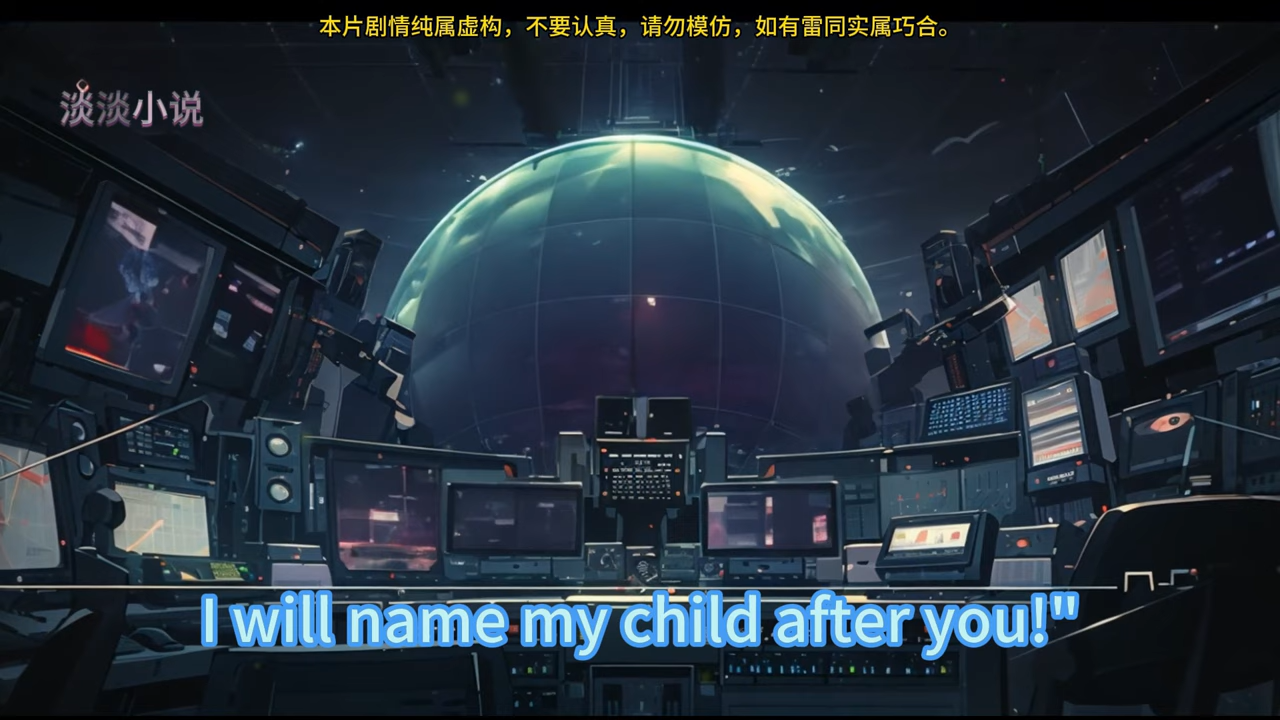 本片剧情纯属虚构，不要认真，请勿模仿，如有雷同实属巧合。
淡淡小说
I will name my child after you!"